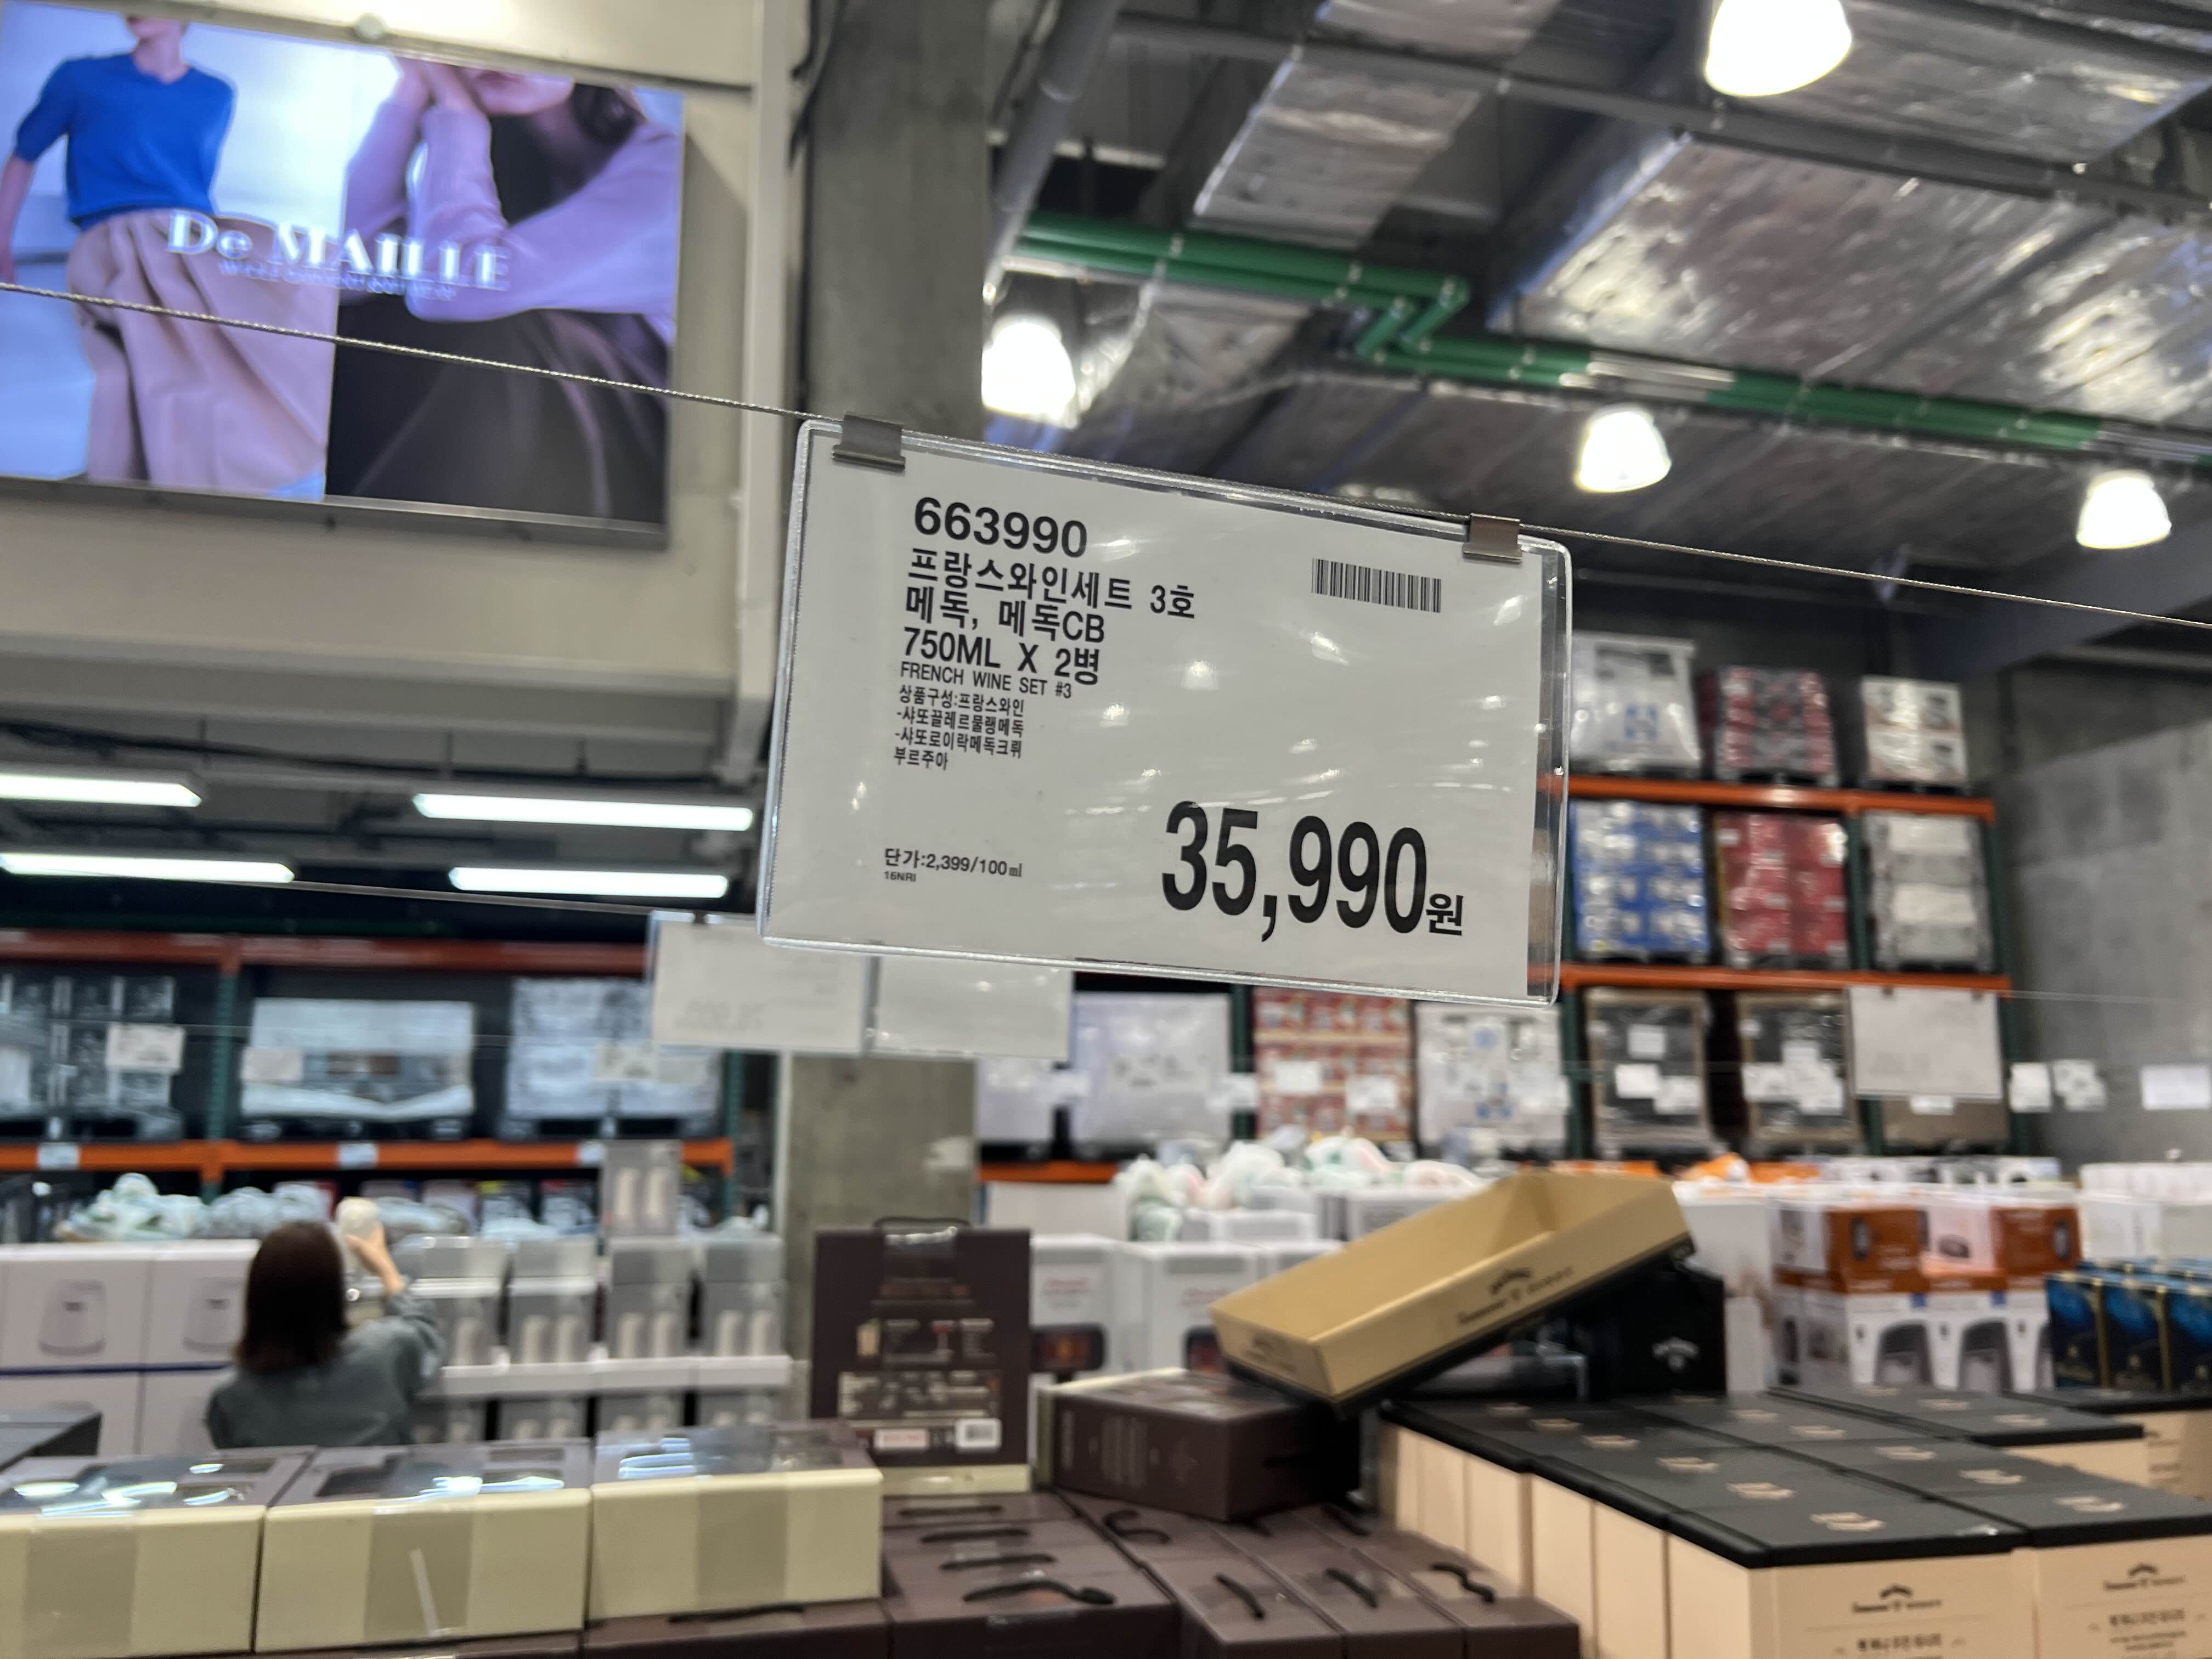 De MAILLE
663990
프랑스와인세트 3호
메독, 메독CB
750ML X 2병
FRENCH WINE SET #3
상품구성:프랑스와인
-샤또끌레르물랭메독
-샤또로이락메독크뤼
부르주아
단가:2,399/100㎖
16NRI
35,990원